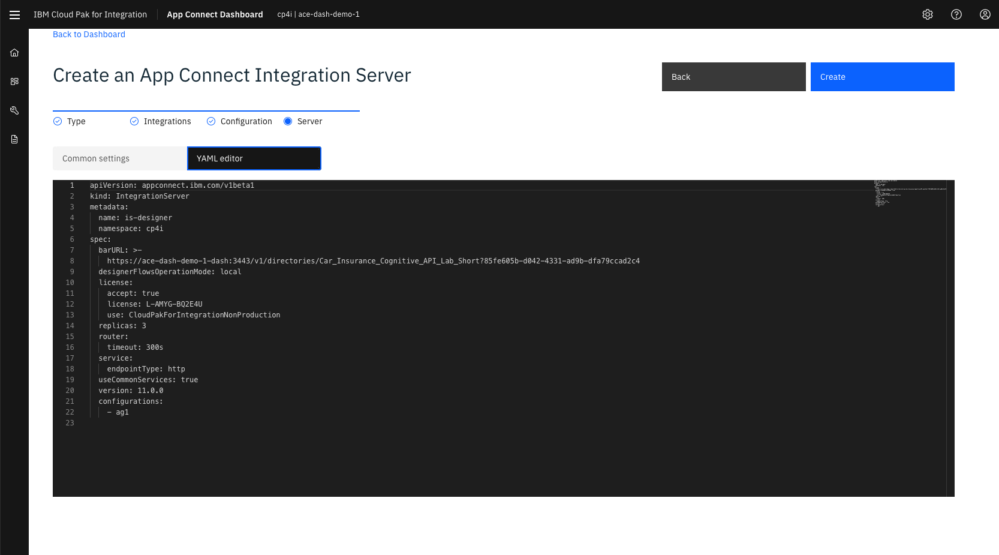 IBM Cloud Pak for Integration App Connect Dashboard cp4i | ace-dash-demo-1
Back to Dashboard
Create an App Connect Integration Server
Back
Create
Type Integrations Configuration Server
Common settings YAML editor
1 apiVersion: appconnect.ibm.com/v1beta1
2 kind: IntegrationServer
3 metadata:
4 name: is-designer
5 namespace: cp4i
6 spec:
7 barURL: >-
8 https://ace-dash-demo-1-dash:3443/v1/directories/Car_Insurance_Cognitive_API_Lab_Short?85fe605b-d042-4331-ad9b-dfa79ccad2c4
9 designerFlowsOperationMode: local
10 license:
11 accept: true
12 license: L-AMYG-BQ2E4U
13 use: CloudPakForIntegrationNonProduction
14 replicas: 3
15 router:
16 timeout: 300s
17 service:
18 endpointType: http
19 useCommonServices: true
20 version: 11.0.0
21 configurations:
22 - ag1
23